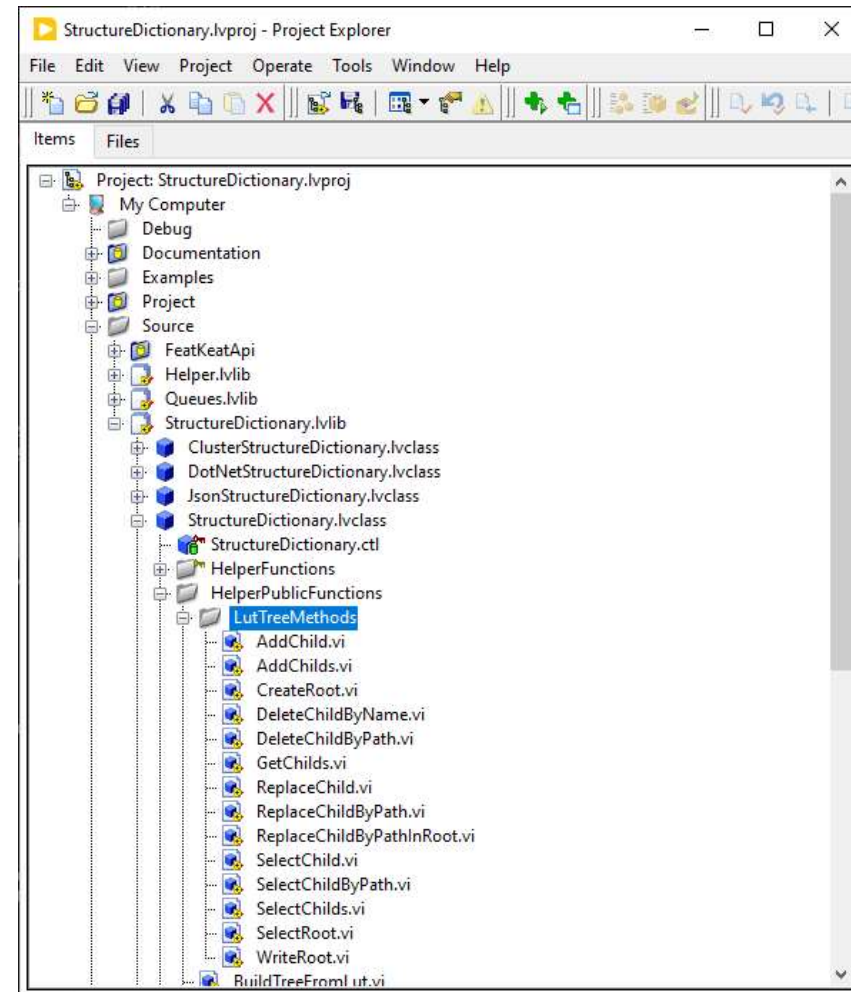 StructureDictionary.lvproj - Project Explorer
File Edit View Project Operate Tools Window Help
Items Files
Project: StructureDictionary.lvproj
My Computer
Debug
Documentation
Examples
Project
Source
FeatKeatApi
Helper.lvlib
Queues.lvlib
StructureDictionary.lvlib
ClusterStructureDictionary.lvclass
DotNetStructureDictionary.lvclass
JsonStructureDictionary.lvclass
StructureDictionary.lvclass
StructureDictionary.ctl
HelperFunctions
HelperPublicFunctions
LutTreeMethods
AddChild.vi
AddChilds.vi
CreateRoot.vi
DeleteChildByName.vi
DeleteChildByPath.vi
GetChilds.vi
ReplaceChild.vi
ReplaceChildByPath.vi
ReplaceChildByPathInRoot.vi
SelectChild.vi
SelectChildByPath.vi
SelectChilds.vi
SelectRoot.vi
WriteRoot.vi
BuildTreeFromLut.vi